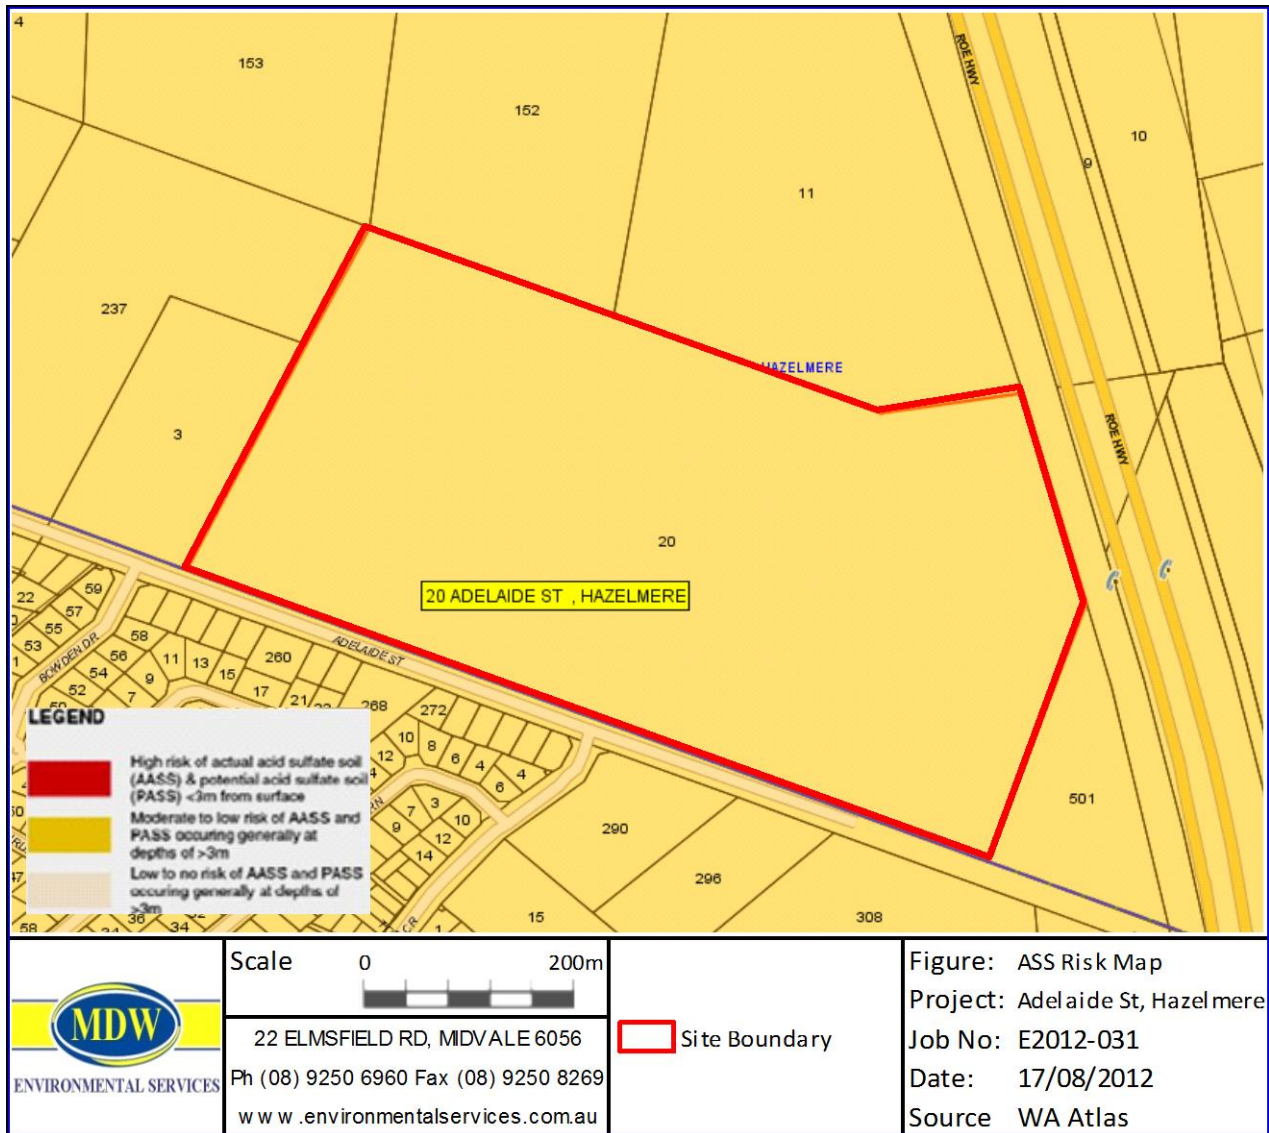 4
153
152
ROE HWY
10
9
11
237
HAZELMERE
3
ROE HWY
20
20 ADELAIDE ST , HAZELMERE
59
22
57
55
53
1
BOWDEN DR
58
56
54
52
11
13
15
9
7
260
17
21
ADELAIDE ST
268
272
10
12
8
6
4
6
4
7
3
9
10
12
14
290
296
501
15
308
CR
1
58
36
34
47
LEGEND
High risk of actual acid sulfate soil
(AASS) & potential acid sulfate soil
(PASS) <3m from surface
Moderate to low risk of AASS and
PASS occuring generally at
depths of >3m
Low to no risk of AASS and PASS
occuring generally at depths of
>3m
MDW
ENVIRONMENTAL SERVICES
Scale 0 200m
22 ELMSFIELD RD, MIDVALE 6056
Ph (08) 9250 6960 Fax (08) 9250 8269
www.environmentalservices.com.au
Site Boundary
Figure: ASS Risk Map
Project: Adelaide St, Hazelmere
Job No: E2012-031
Date: 17/08/2012
Source WA Atlas